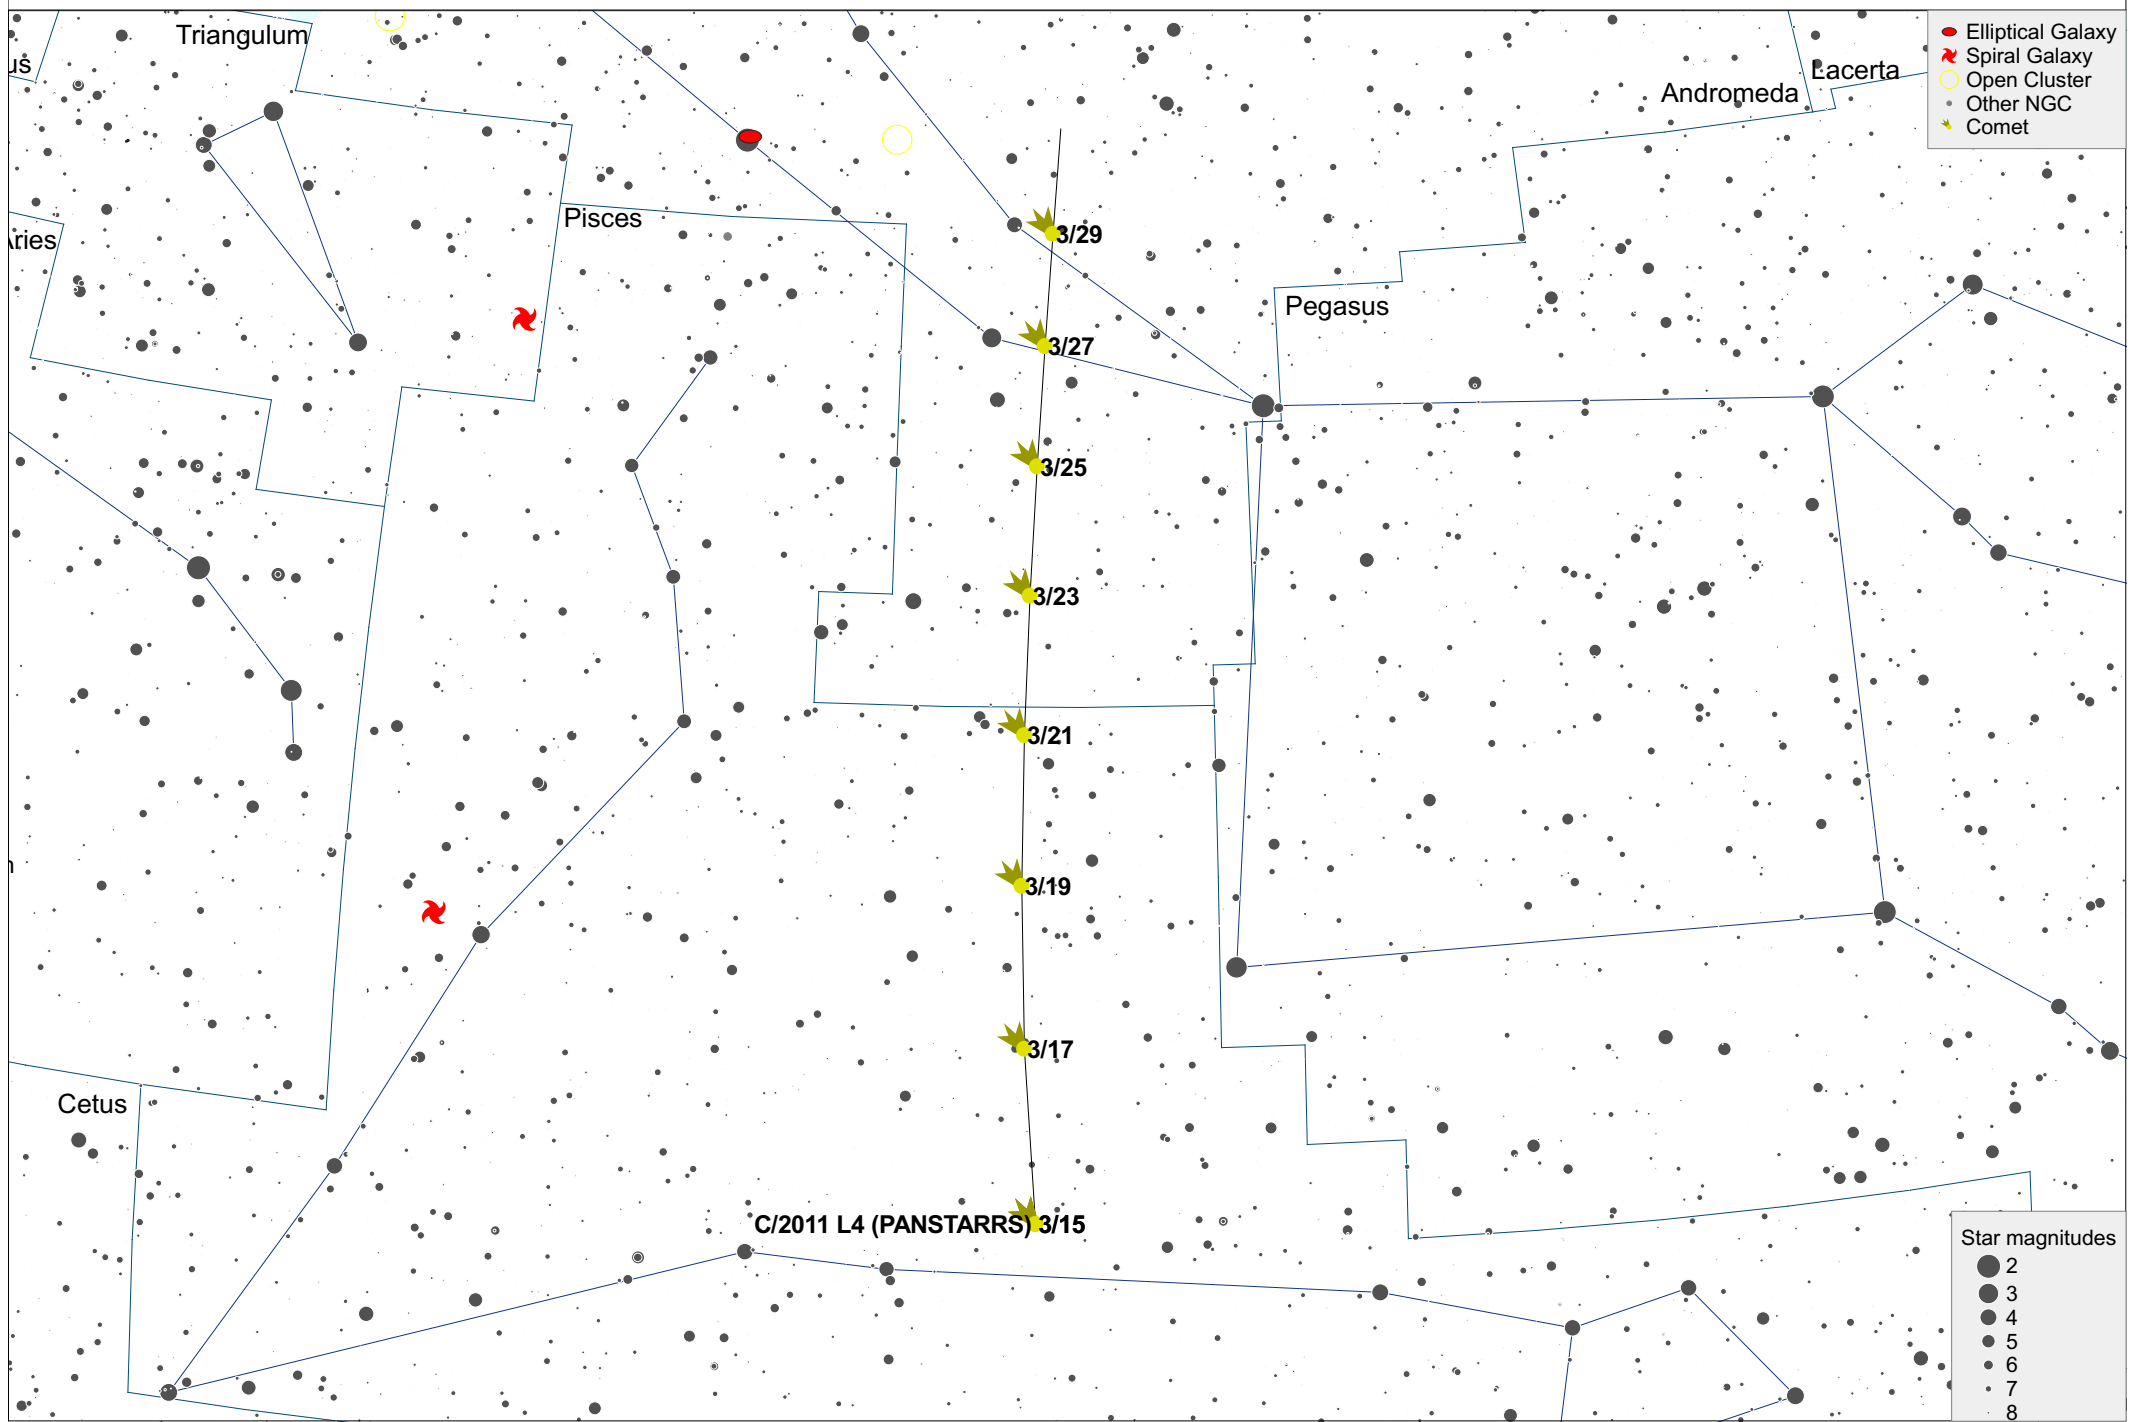 Triangulum
Elliptical Galaxy
Spiral Galaxy
Open Cluster
Other NGC
Comet
Lacerta
Andromeda
Pisces
3/29
Pegasus
3/27
3/25
3/23
3/21
3/19
3/17
Cetus
C/2011 L4 (PANSTARRS) 3/15
Star magnitudes
2
3
4
5
6
7
8